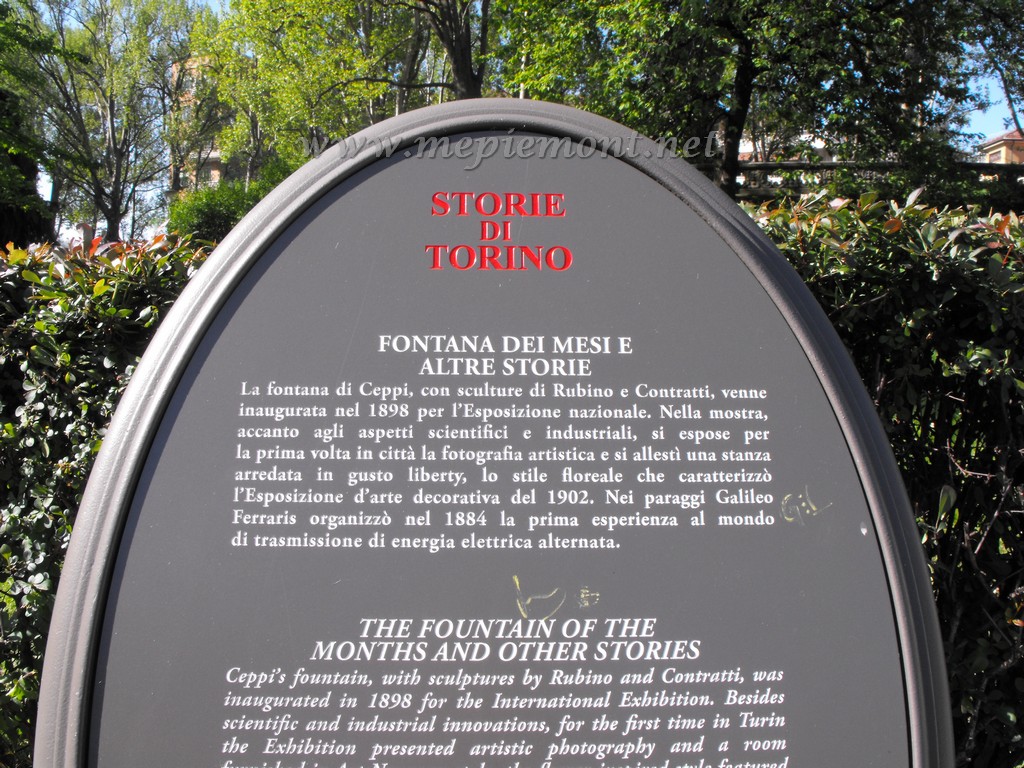 www.mepiemont.net
STORIE
DI
TORINO
FONTANA DEI MESI E
ALTRE STORIE
La fontana di Ceppi, con sculture di Rubino e Contratti, venne
inaugurata nel 1898 per l'Esposizione nazionale. Nella mostra,
accanto agli aspetti scientifici e industriali, si espose per
la prima volta in città la fotografia artistica e si allestì una stanza
arredata in gusto liberty, lo stile floreale che caratterizzò
l'Esposizione d'arte decorativa del 1902. Nei paraggi Galileo
Ferraris organizzò nel 1884 la prima esperienza al mondo
di trasmissione di energia elettrica alternata.
THE FOUNTAIN OF THE
MONTHS AND OTHER STORIES
Ceppi's fountain, with sculptures by Rubino and Contratti, was
inaugurated in 1898 for the International Exhibition. Besides
scientific and industrial innovations, for the first time in Turin
the Exhibition presented artistic photography and a room